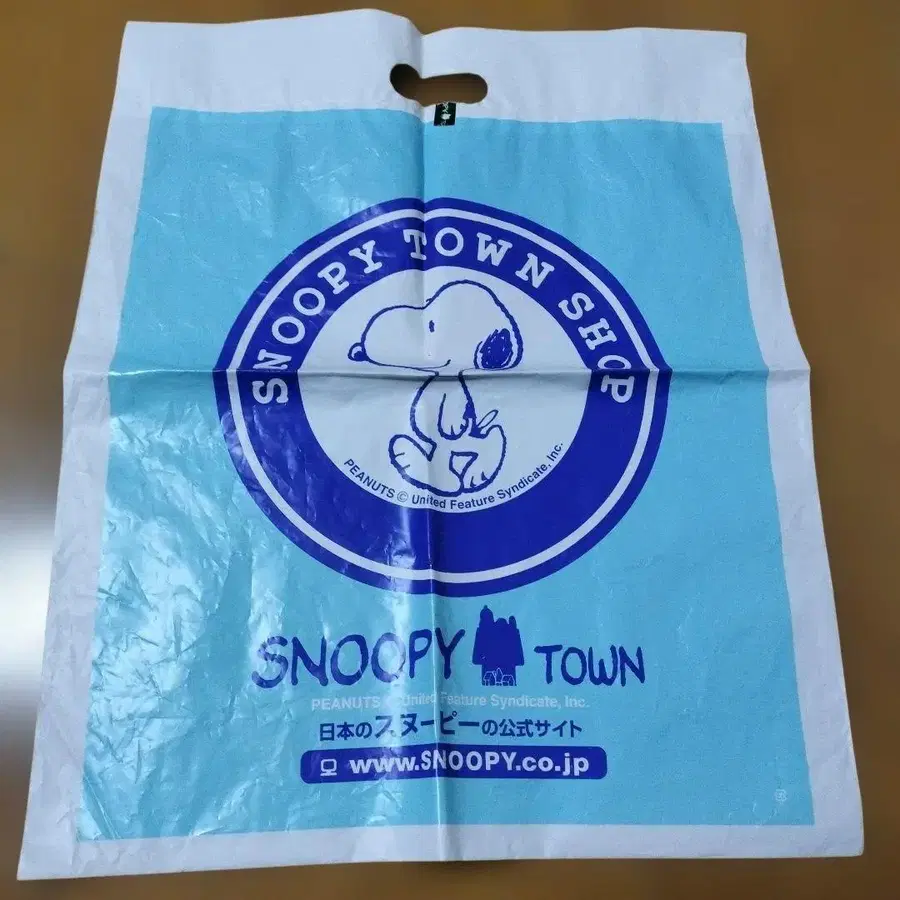 SNOOPY TOWN SHOP
PEANUTS © United Feature Syndicate, Inc.
SNOOPY TOWN
PEANUTS © United Feature Syndicate, Inc.
日本のスヌーピーの公式サイト
www.SNOOPY.co.jp